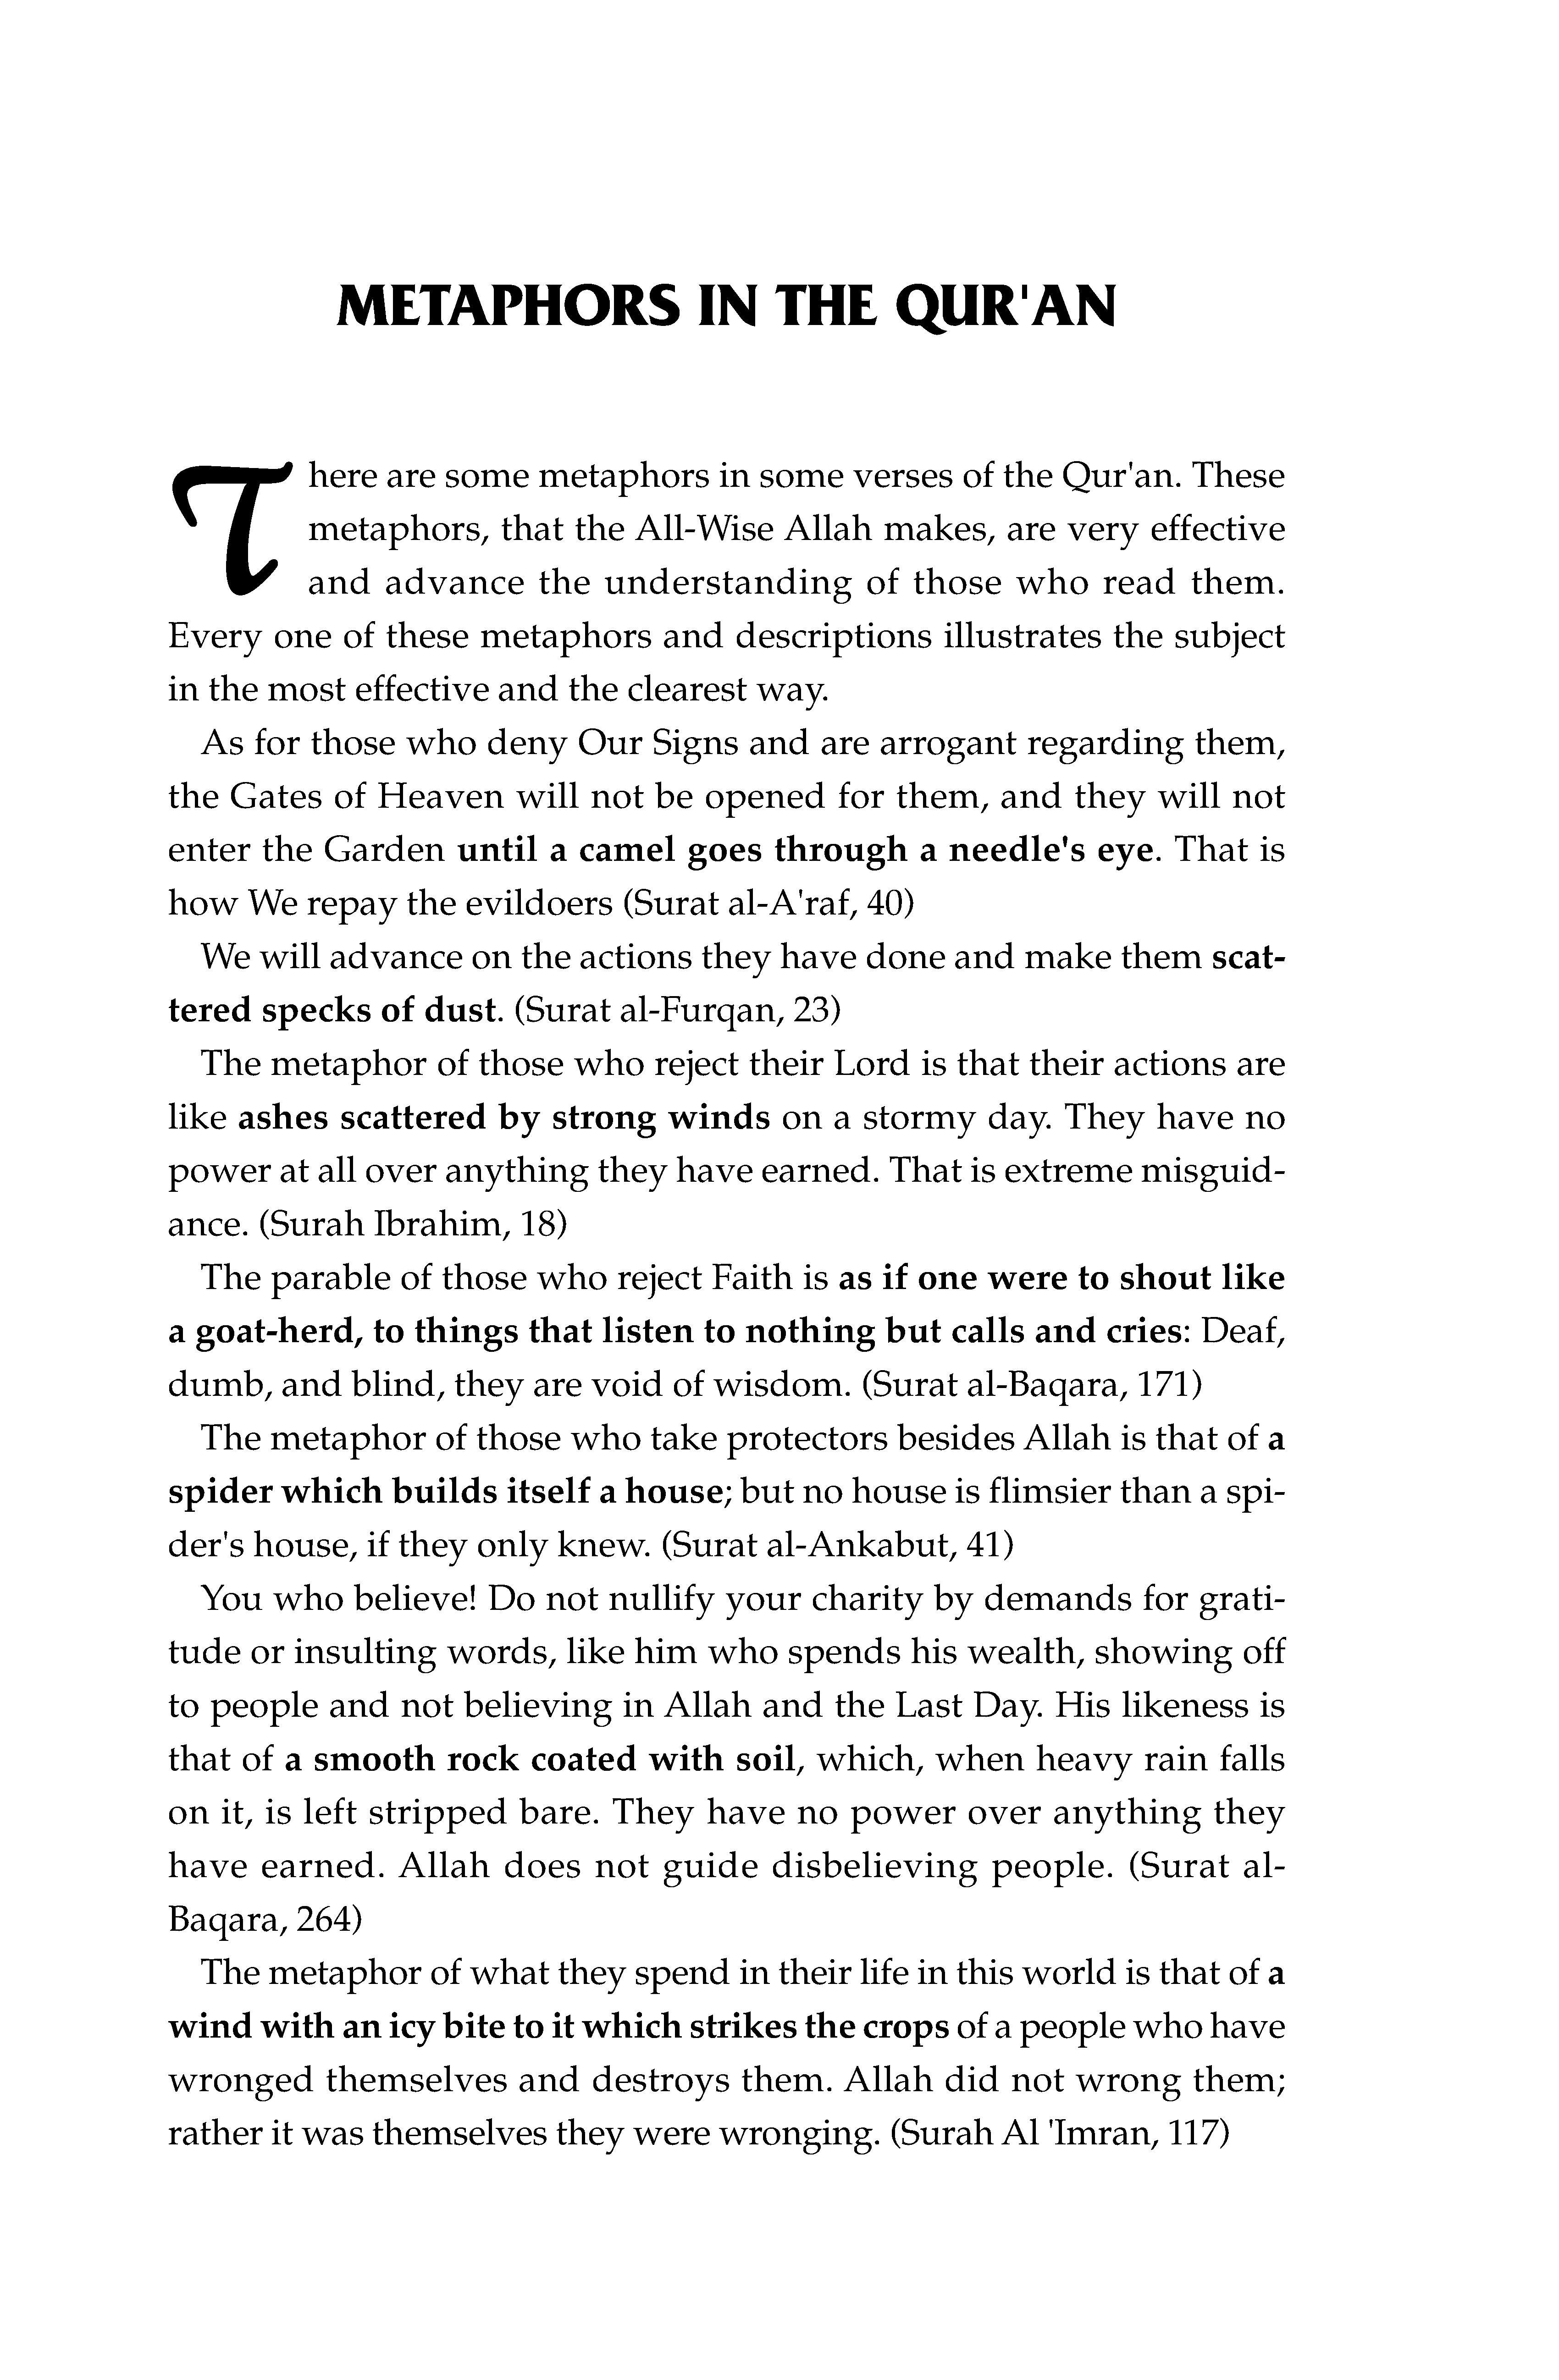 METAPHORS IN THE QUR'AN
There are some metaphors in some verses of the Qur'an. These
metaphors, that the All-Wise Allah makes, are very effective
and advance the understanding of those who read them.
Every one of these metaphors and descriptions illustrates the subject
in the most effective and the clearest way.
As for those who deny Our Signs and are arrogant regarding them,
the Gates of Heaven will not be opened for them, and they will not
enter the Garden until a camel goes through a needle's eye. That is
how We repay the evildoers (Surat al-A'raf, 40)
We will advance on the actions they have done and make them scat-
tered specks of dust. (Surat al-Furqan, 23)
The metaphor of those who reject their Lord is that their actions are
like ashes scattered by strong winds on a stormy day. They have no
power at all over anything they have earned. That is extreme misguid-
ance. (Surah Ibrahim, 18)
The parable of those who reject Faith is as if one were to shout like
a goat-herd, to things that listen to nothing but calls and cries: Deaf,
dumb, and blind, they are void of wisdom. (Surat al-Baqara, 171)
The metaphor of those who take protectors besides Allah is that of a
spider which builds itself a house; but no house is flimsier than a spi-
der's house, if they only knew. (Surat al-Ankabut, 41)
You who believe! Do not nullify your charity by demands for grati-
tude or insulting words, like him who spends his wealth, showing off
to people and not believing in Allah and the Last Day. His likeness is
that of a smooth rock coated with soil, which, when heavy rain falls
on it, is left stripped bare. They have no power over anything they
have earned. Allah does not guide disbelieving people. (Surat al-
Baqara, 264)
The metaphor of what they spend in their life in this world is that of a
wind with an icy bite to it which strikes the crops of a people who have
wronged themselves and destroys them. Allah did not wrong them;
rather it was themselves they were wronging. (Surah Al 'Imran, 117)